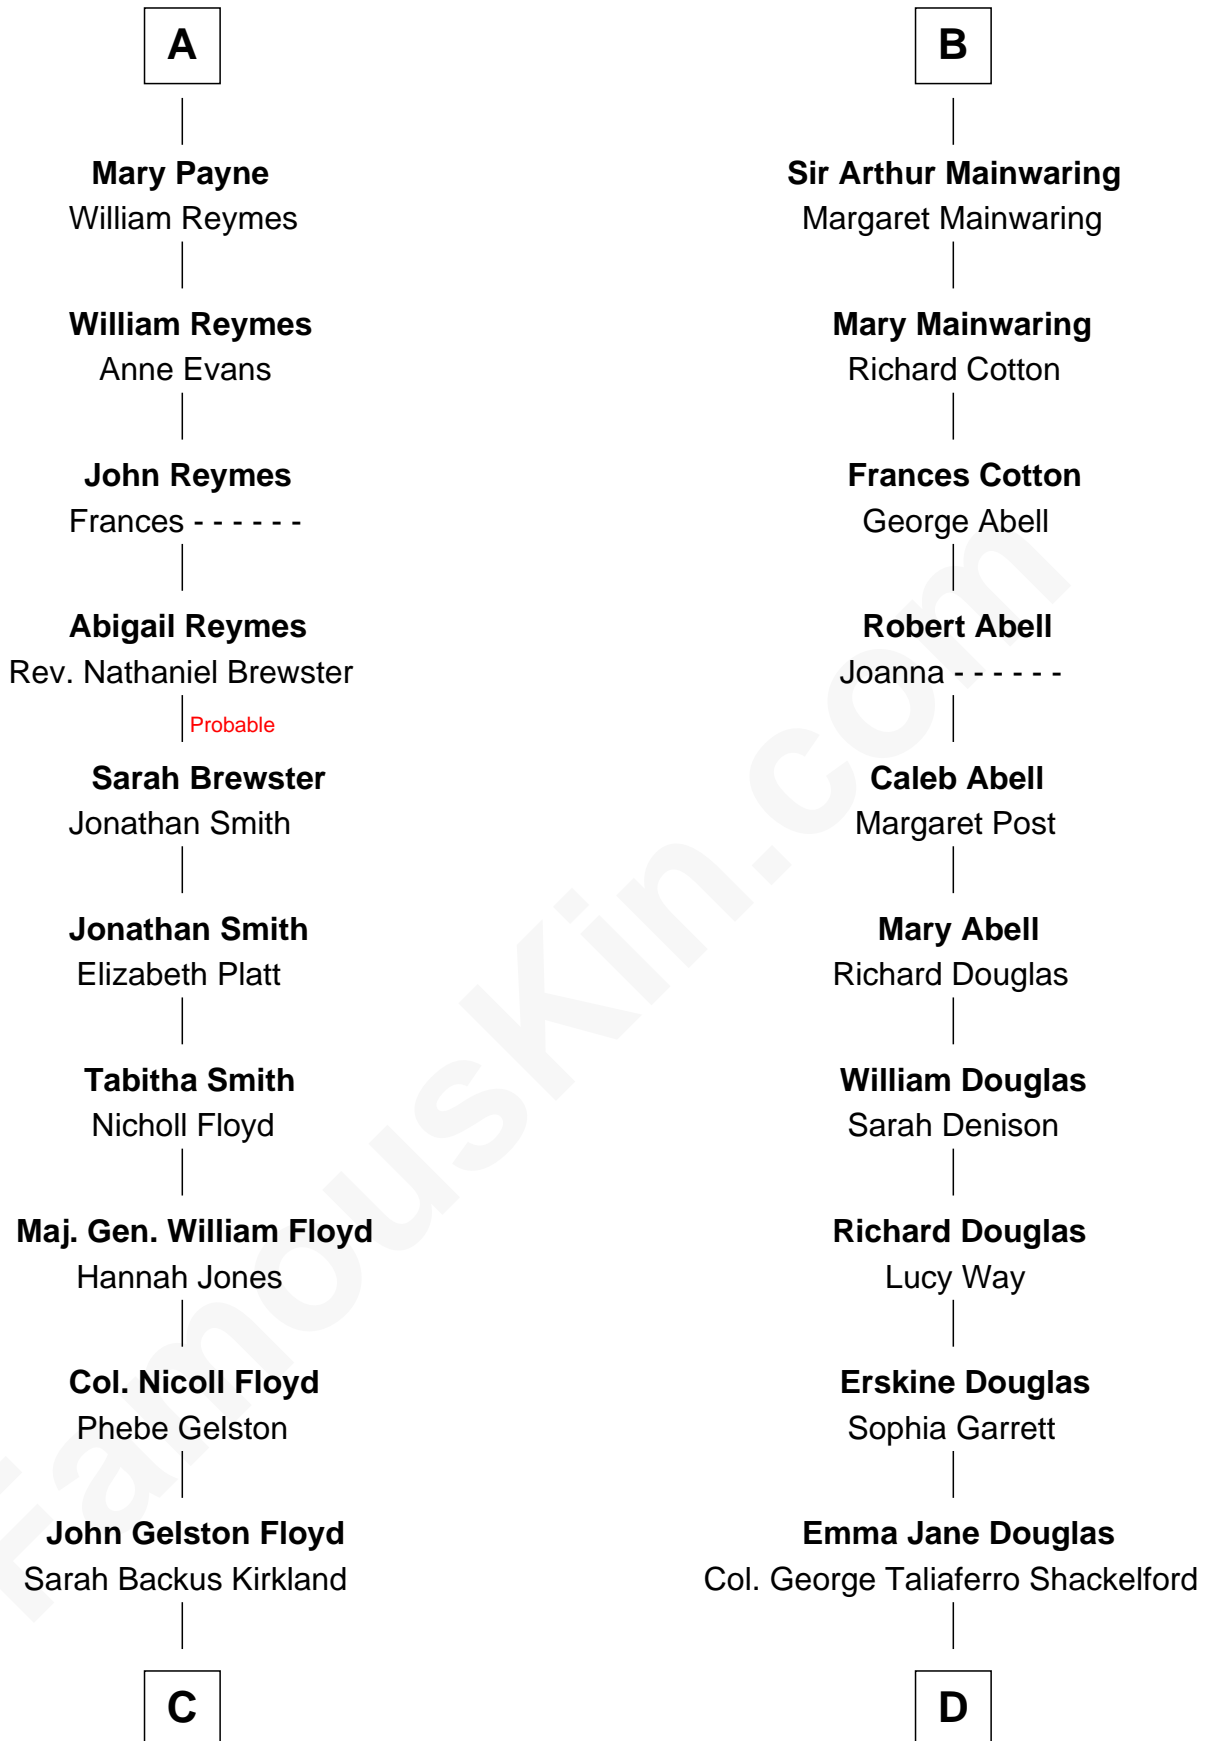 A
Mary Payne
William Reymes
William Reymes
Anne Evans
John Reymes
Frances - - - - - -
Abigail Reymes
Rev. Nathaniel Brewster
Probable
Sarah Brewster
Jonathan Smith
Jonathan Smith
Elizabeth Platt
Tabitha Smith
Nicholl Floyd
Maj. Gen. William Floyd
Hannah Jones
Col. Nicoll Floyd
Phebe Gelston
John Gelston Floyd
Sarah Backus Kirkland
C
B
Sir Arthur Mainwaring
Margaret Mainwaring
Mary Mainwaring
Richard Cotton
Frances Cotton
George Abell
Robert Abell
Joanna - - - - - -
Caleb Abell
Margaret Post
Mary Abell
Richard Douglas
William Douglas
Sarah Denison
Richard Douglas
Lucy Way
Erskine Douglas
Sophia Garrett
Emma Jane Douglas
Col. George Taliaferro Shackelford
D
FamousKin.com